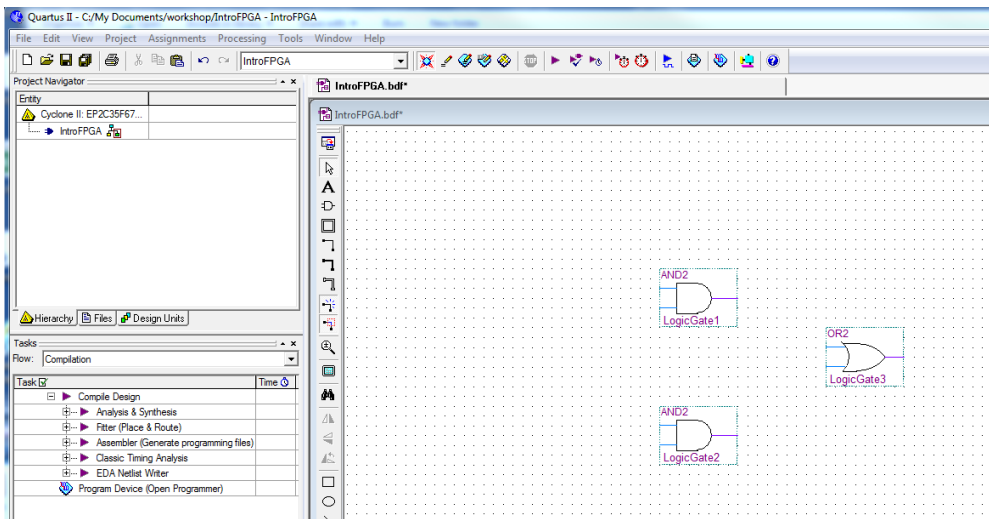 Quartus II - C:/My Documents/workshop/IntroFPGA - IntroFPGA
File Edit View Project Assignments Processing Tools Window Help
IntroFPGA
Project Navigator
Entity
Cyclone II: EP2C35F67...
IntroFPGA
Hierarchy Files Design Units
Tasks
Flow: Compilation
Task Time
Compile Design
Analysis & Synthesis
Fitter (Place & Route)
Assembler (Generate programming files)
Classic Timing Analysis
EDA Netlist Writer
Program Device (Open Programmer)
IntroFPGA.bdf*
IntroFPGA.bdf*
AND2
LogicGate1
OR2
LogicGate3
AND2
LogicGate2